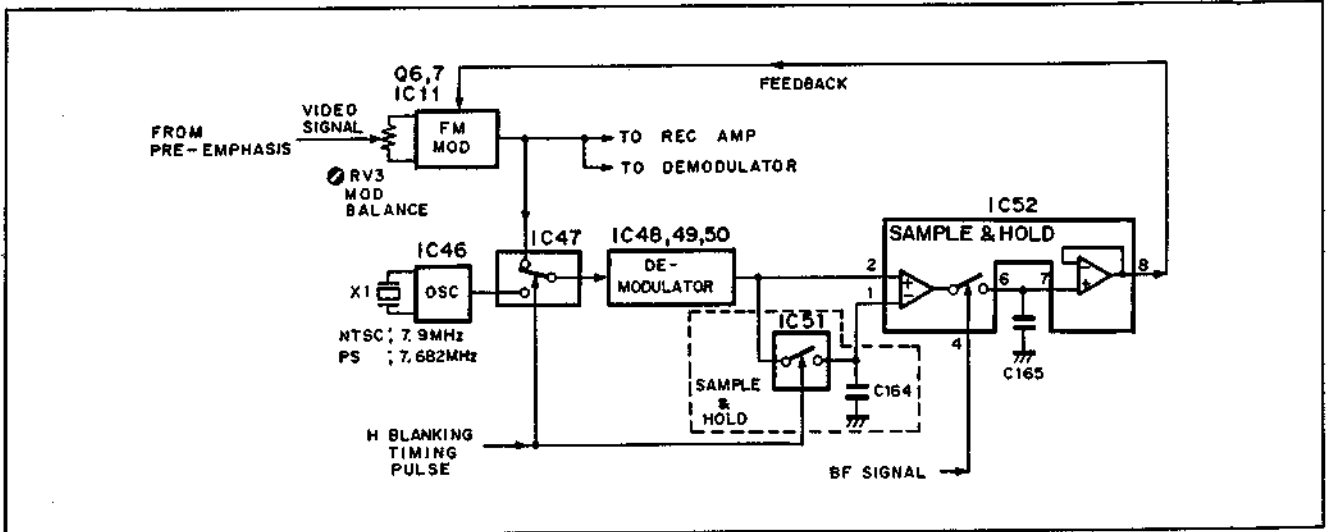 Q6,7
IC11
FEEDBACK
FROM
PRE-EMPHASIS
VIDEO
SIGNAL
FM
MOD
TO REC AMP
TO DEMODULATOR
RV3
MOD
BALANCE
IC46
IC47
IC48,49,50
IC52
SAMPLE & HOLD
X1
OSC
DE-
MODULATOR
2
1
6
7
8
4
+
-
-
+
NTSC; 7.9MHz
PS ; 7.682MHz
IC51
SAMPLE
&
HOLD
C164
C165
H BLANKING
TIMING
PULSE
BF SIGNAL